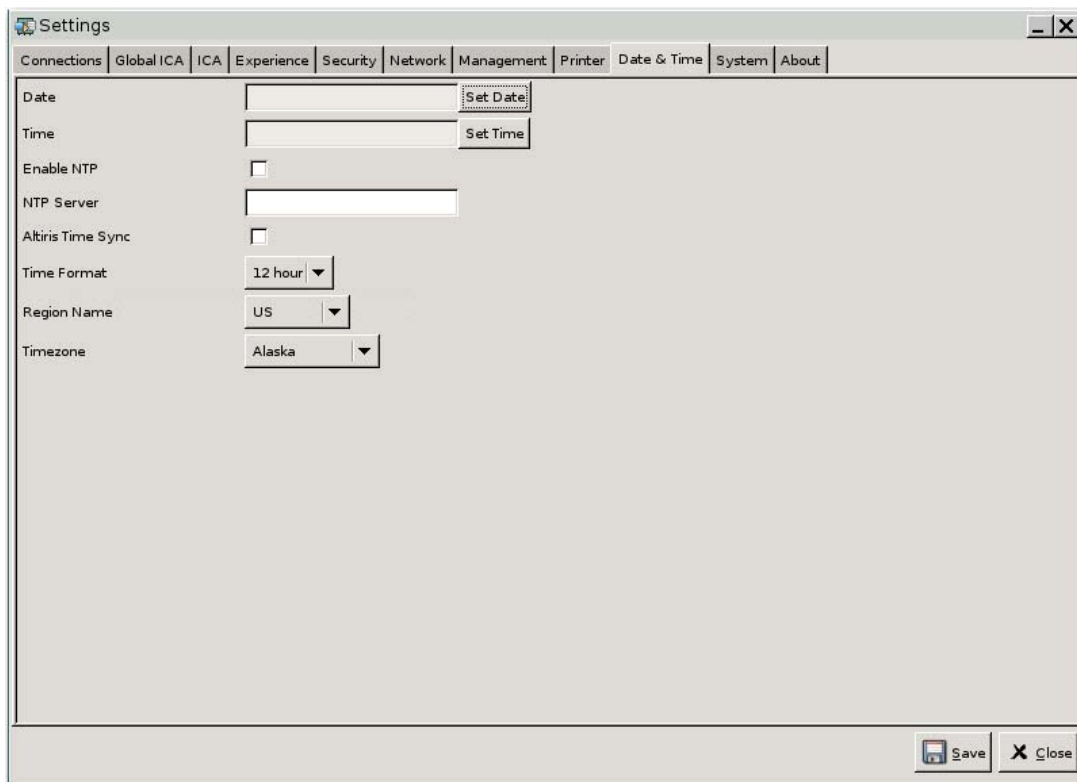 Settings
Connections Global ICA ICA Experience Security Network Management Printer Date & Time System About
Date Set Date
Time Set Time
Enable NTP
NTP Server
Altiris Time Sync
Time Format 12 hour
Region Name US
Timezone Alaska
Save Close